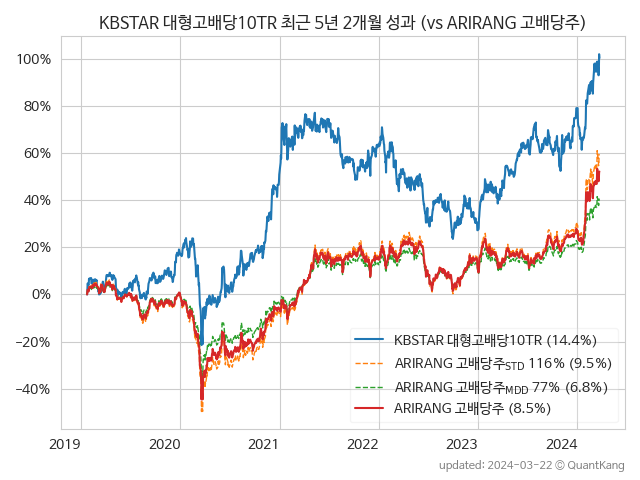 KBSTAR 대형고배당10TR 최근 5년 2개월 성과 (vs ARIRANG 고배당주)
100%
80%
60%
40%
20%
0%
−20%
−40%
KBSTAR 대형고배당10TR (14.4%)
ARIRANG 고배당주STD 116% (9.5%)
ARIRANG 고배당주MDD 77% (6.8%)
ARIRANG 고배당주 (8.5%)
2019 2020 2021 2022 2023 2024
updated: 2024-03-22 © QuantKang